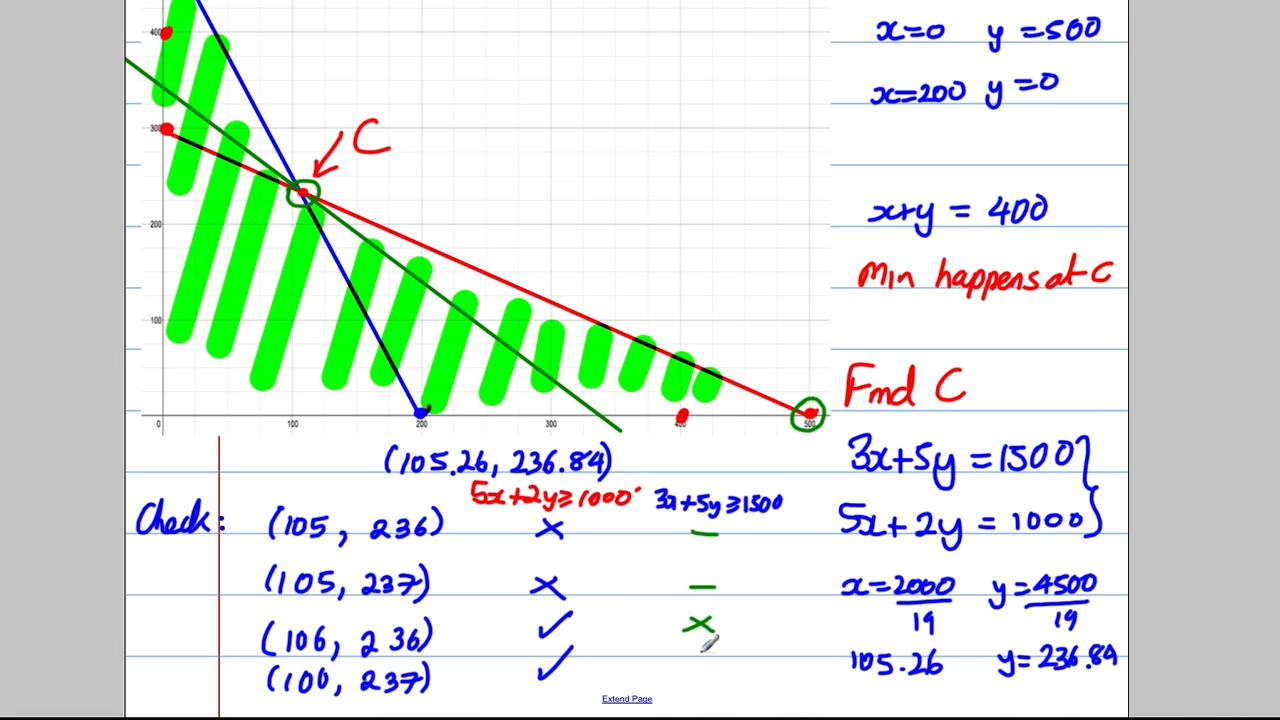 x=0 y=500
x=200 y=0
x+y = 400
Min happens at C
Find C
3x+5y =1500}
5x+2y =1000}
x=2000/19 y=4500/19
105.26 y=236.84
C
400
300
200
100
0 100 200 300 400 500
(105.26, 236.84)
5x+2y≥1000 3x+5y≥1500
Check: (105, 236) × –
(105, 237) × –
(106, 236) ✓ ×
(106, 237) ✓
Extend Page